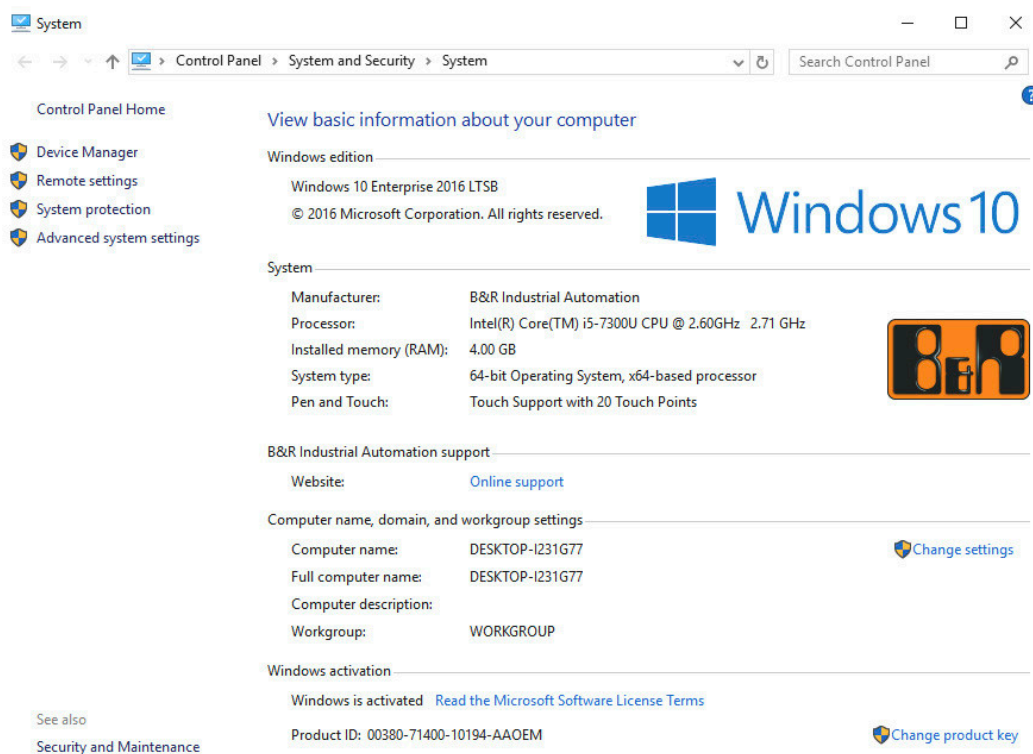 System
Control Panel › System and Security › System
Search Control Panel
Control Panel Home
Device Manager
Remote settings
System protection
Advanced system settings
See also
Security and Maintenance
?
View basic information about your computer
Windows edition
Windows 10 Enterprise 2016 LTSB
© 2016 Microsoft Corporation. All rights reserved.
Windows 10
System
Manufacturer: B&R Industrial Automation
Processor: Intel(R) Core(TM) i5-7300U CPU @ 2.60GHz 2.71 GHz
Installed memory (RAM): 4.00 GB
System type: 64-bit Operating System, x64-based processor
Pen and Touch: Touch Support with 20 Touch Points
B&R
B&R Industrial Automation support
Website: Online support
Computer name, domain, and workgroup settings
Computer name: DESKTOP-I231G77
Change settings
Full computer name: DESKTOP-I231G77
Computer description:
Workgroup: WORKGROUP
Windows activation
Windows is activated Read the Microsoft Software License Terms
Product ID: 00380-71400-10194-AAOEM
Change product key